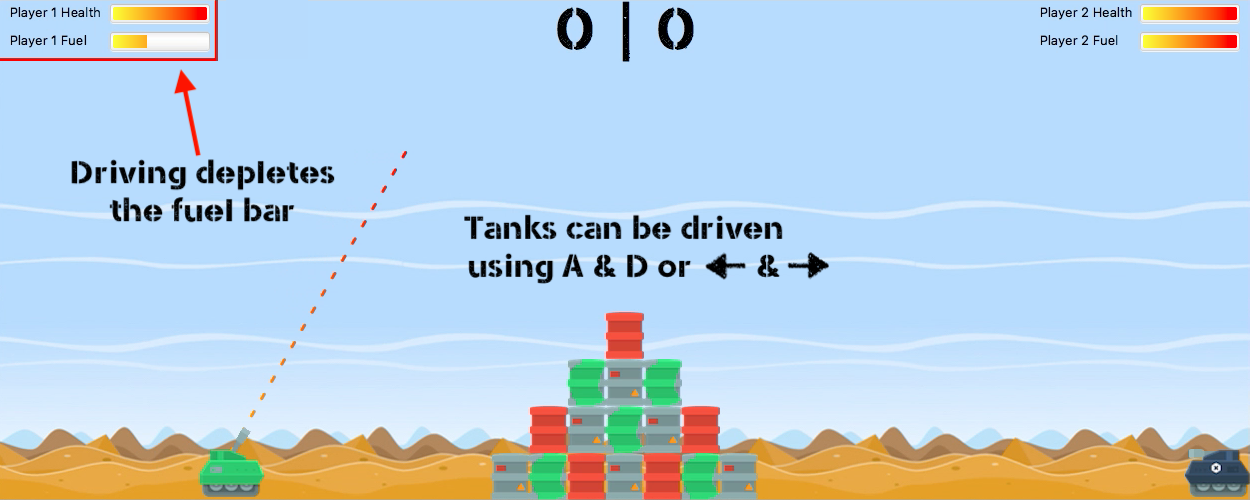 Player 1 Health
0 | 0
Player 2 Health
Player 1 Fuel
Player 2 Fuel
Driving depletes
the fuel bar
Tanks can be driven
using A & D or ← & →